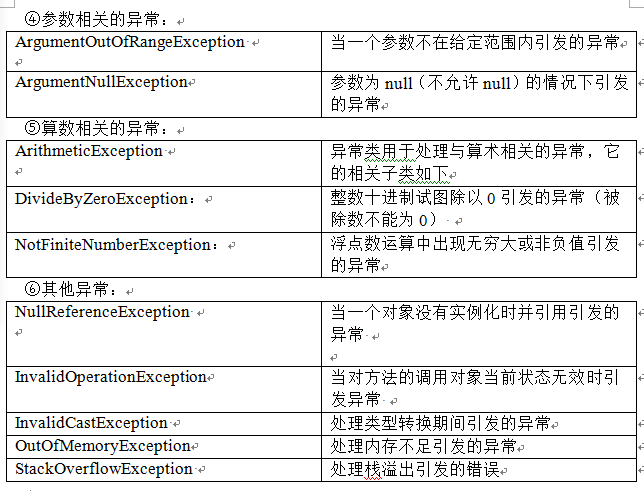 ④参数相关的异常：
ArgumentOutOfRangeException
当一个参数不在给定范围内引发的异常
ArgumentNullException
参数为 null（不允许 null）的情况下引发
的异常
⑤算数相关的异常：
ArithmeticException
异常类用于处理与算术相关的异常，它
的相关子类如下
DivideByZeroException：
整数十进制试图除以 0 引发的异常（被
除数不能为 0）
NotFiniteNumberException：
浮点数运算中出现无穷大或非负值引发
的异常
⑥其他异常：
NullReferenceException
当一个对象没有实例化时并引用引发的
异常
InvalidOperationException
当对方法的调用对象当前状态无效时引
发异常
InvalidCastException
处理类型转换期间引发的异常
OutOfMemoryException
处理内存不足引发的异常
StackOverflowException
处理栈溢出引发的错误